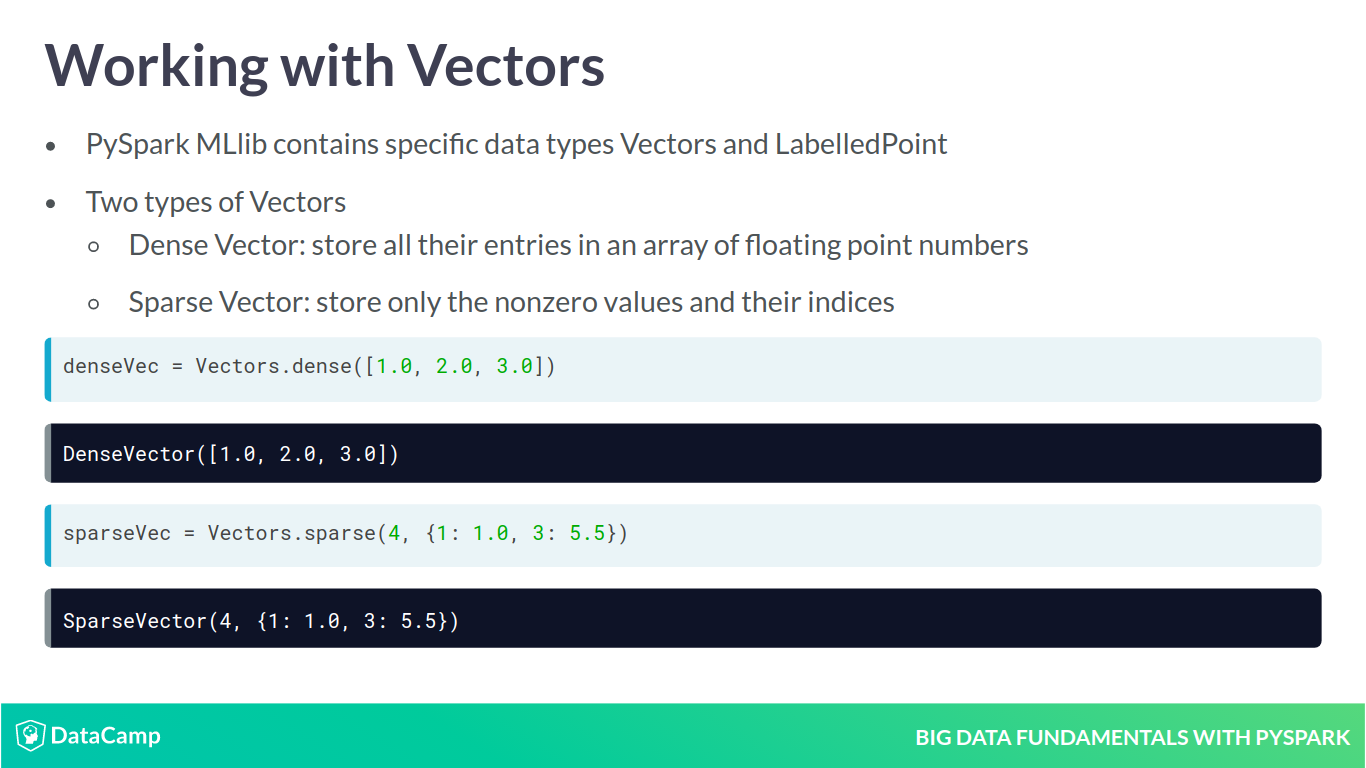 Working with Vectors
• PySpark MLlib contains specific data types Vectors and LabelledPoint
• Two types of Vectors
○ Dense Vector: store all their entries in an array of floating point numbers
○ Sparse Vector: store only the nonzero values and their indices
denseVec = Vectors.dense([1.0, 2.0, 3.0])
DenseVector([1.0, 2.0, 3.0])
sparseVec = Vectors.sparse(4, {1: 1.0, 3: 5.5})
SparseVector(4, {1: 1.0, 3: 5.5})
DataCamp
BIG DATA FUNDAMENTALS WITH PYSPARK